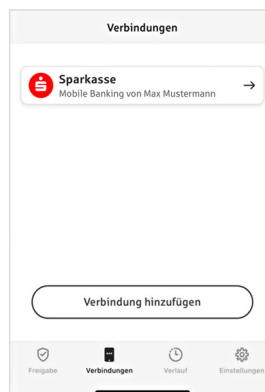 Verbindungen
Sparkasse
Mobile Banking von Max Mustermann
Verbindung hinzufügen
Freigabe
Verbindungen
Verlauf
Einstellungen